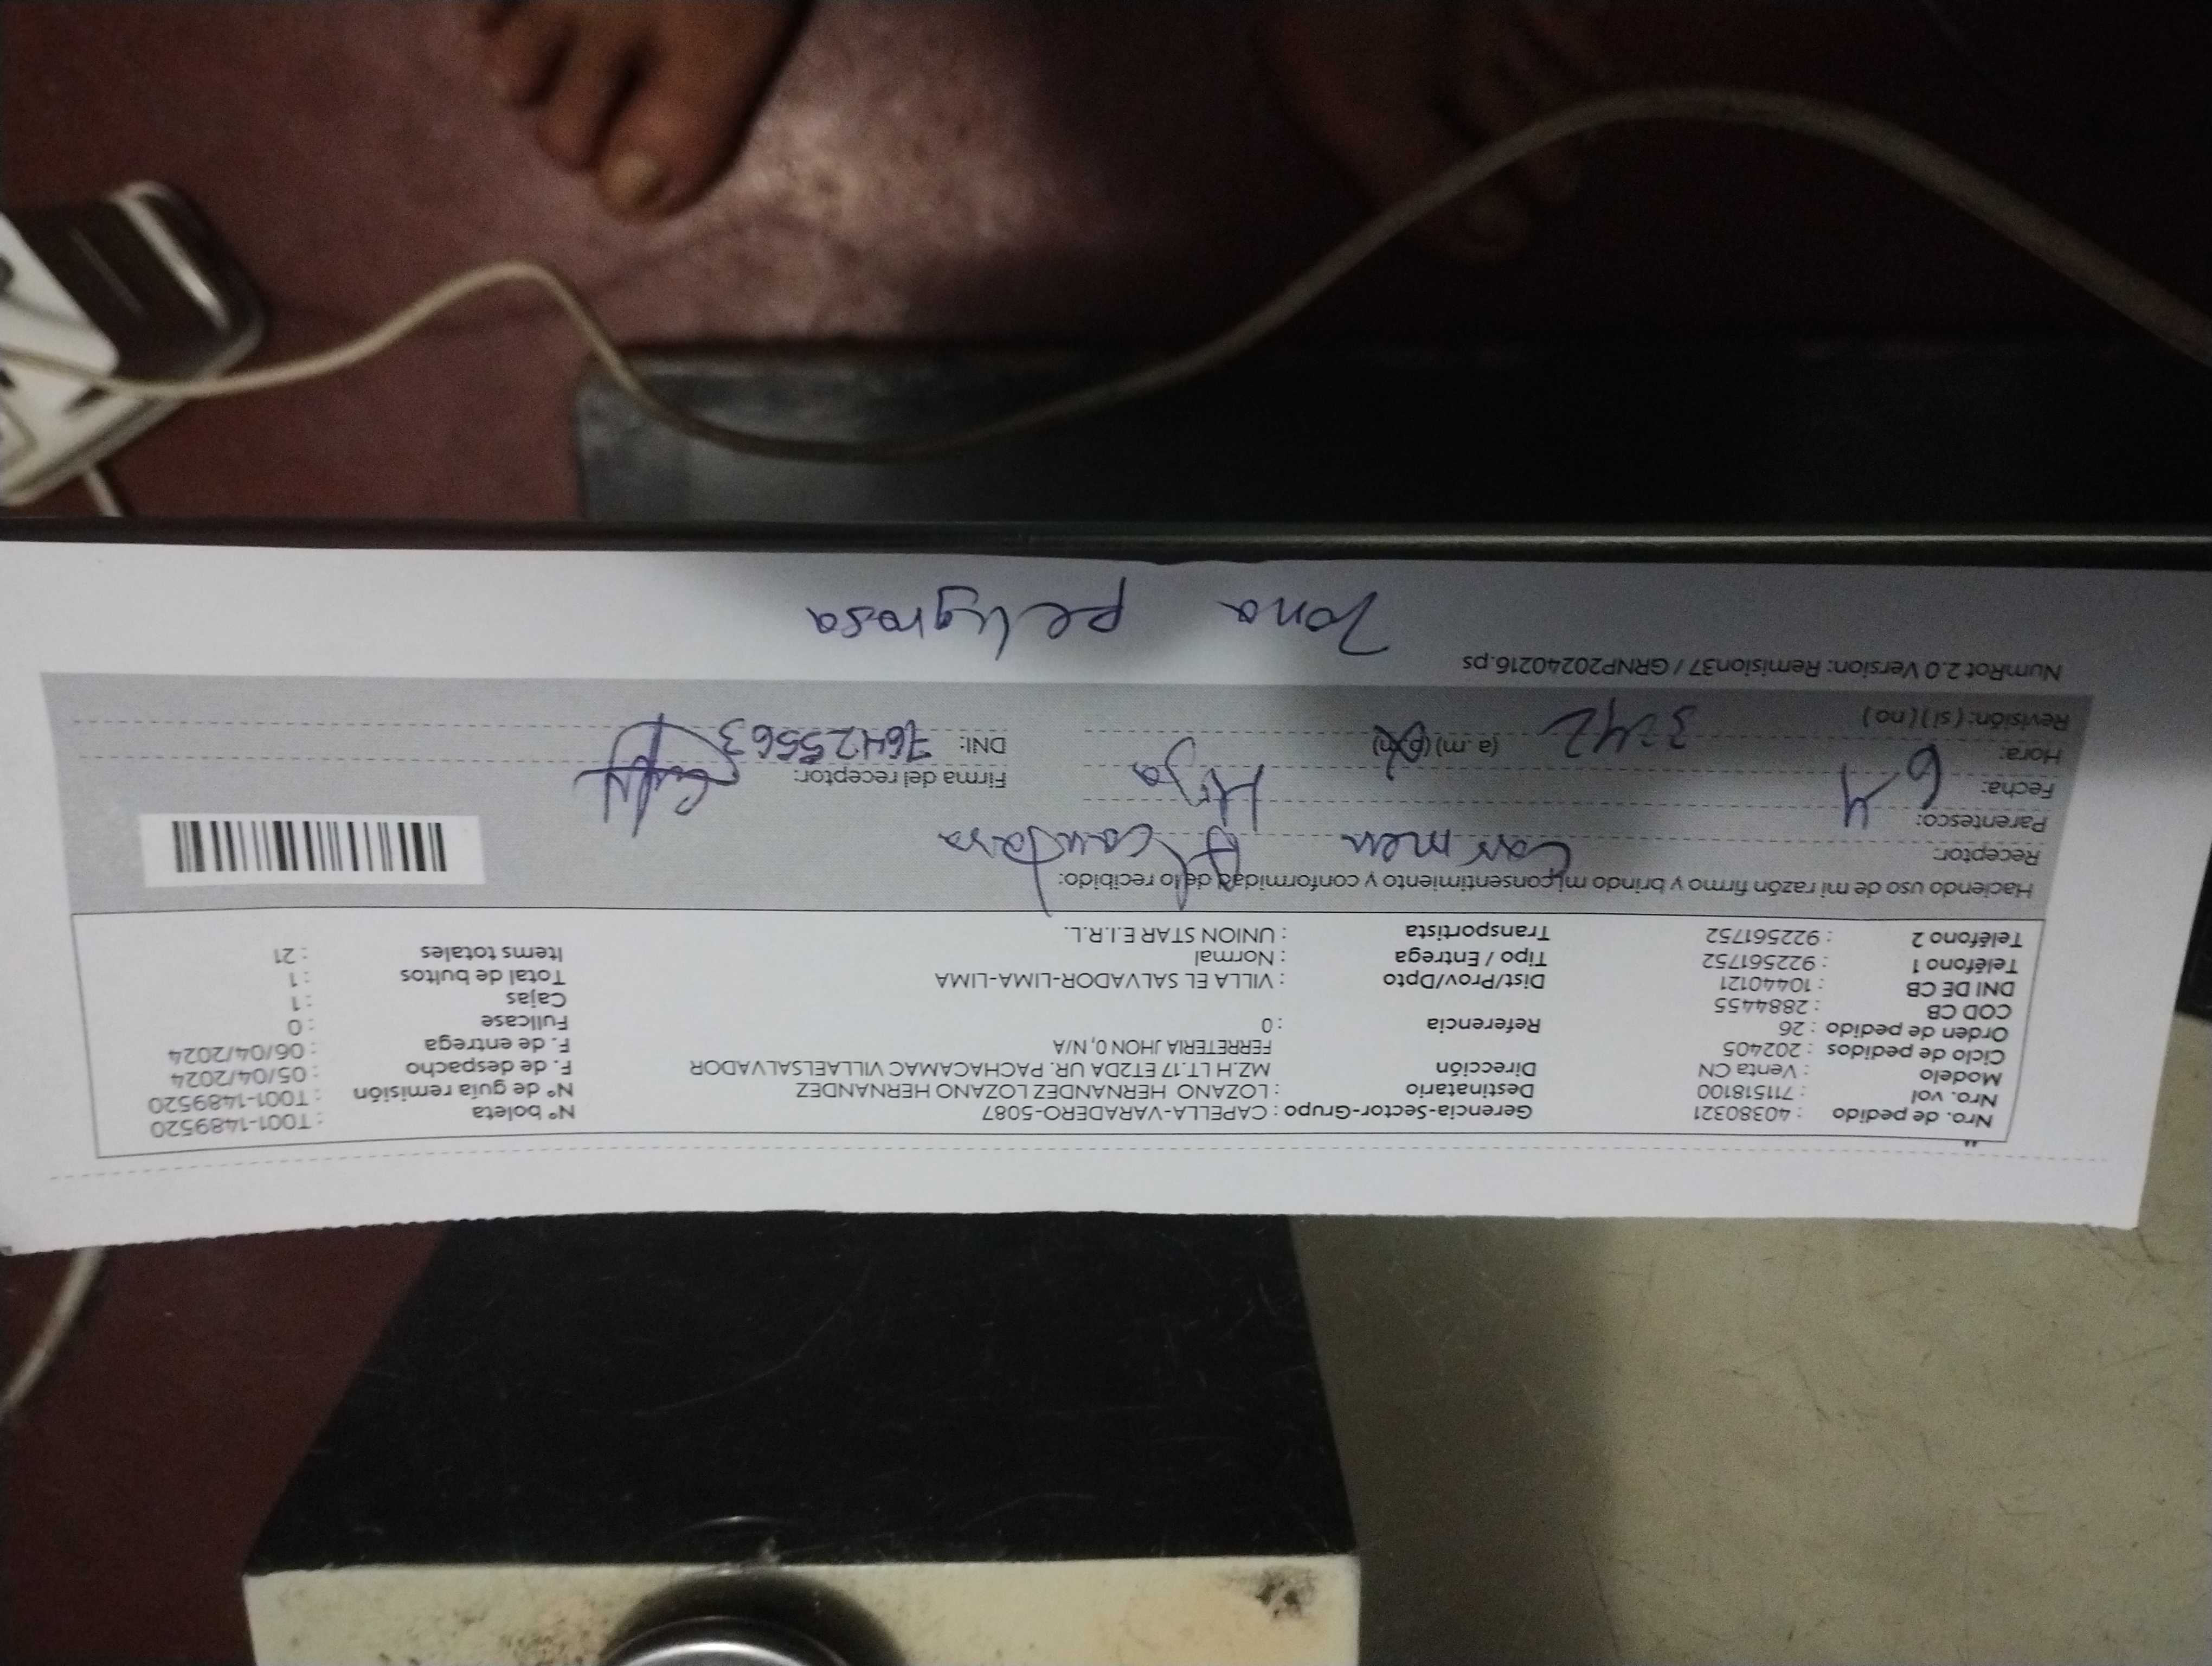 Nro. de pedido : 40380321 Gerencia-Sector-Grupo : CAPELLA-VARADERO-5087 N° boleta : T001-1489520
Nro. vol : 711518100 Destinatario : LOZANO HERNANDEZ LOZANO HERNANDEZ N° de guía remisión : T001-1489520
Modelo : Venta CN Dirección MZ.H LT.17 ET2DA UR. PACHACAMAC VILLAELSALVADOR F. de despacho : 05/04/2024
Ciclo de pedidos : 202405 FERRETERIA JHON 0, N/A F. de entrega : 06/04/2024
Orden de pedido : 26 Referencia : 0 Fullcase : 0
COD CB : 2884455 Cajas : 1
DNI DE CB : 10440121 Dist/Prov/Dpto : VILLA EL SALVADOR-LIMA-LIMA Total de bultos : 1
Teléfono 1 : 922561752 Tipo / Entrega : Normal Items totales : 21
Teléfono 2 : 922561752 Transportista : UNION STAR E.I.R.L.
Haciendo uso de mi razón firmo y brindo mi consentimiento y conformidad de lo recibido:
Receptor: Carmen Alcantara
Parentesco: Hija
Fecha: 6 4 Firma del receptor:
Hora: 3:42 (a.m) (p.m) DNI: 76425563
Revisión: ( si ) ( no )
NumRot 2.0 Version: Remision37 / GRNP20240216.ps
Zona peligrosa